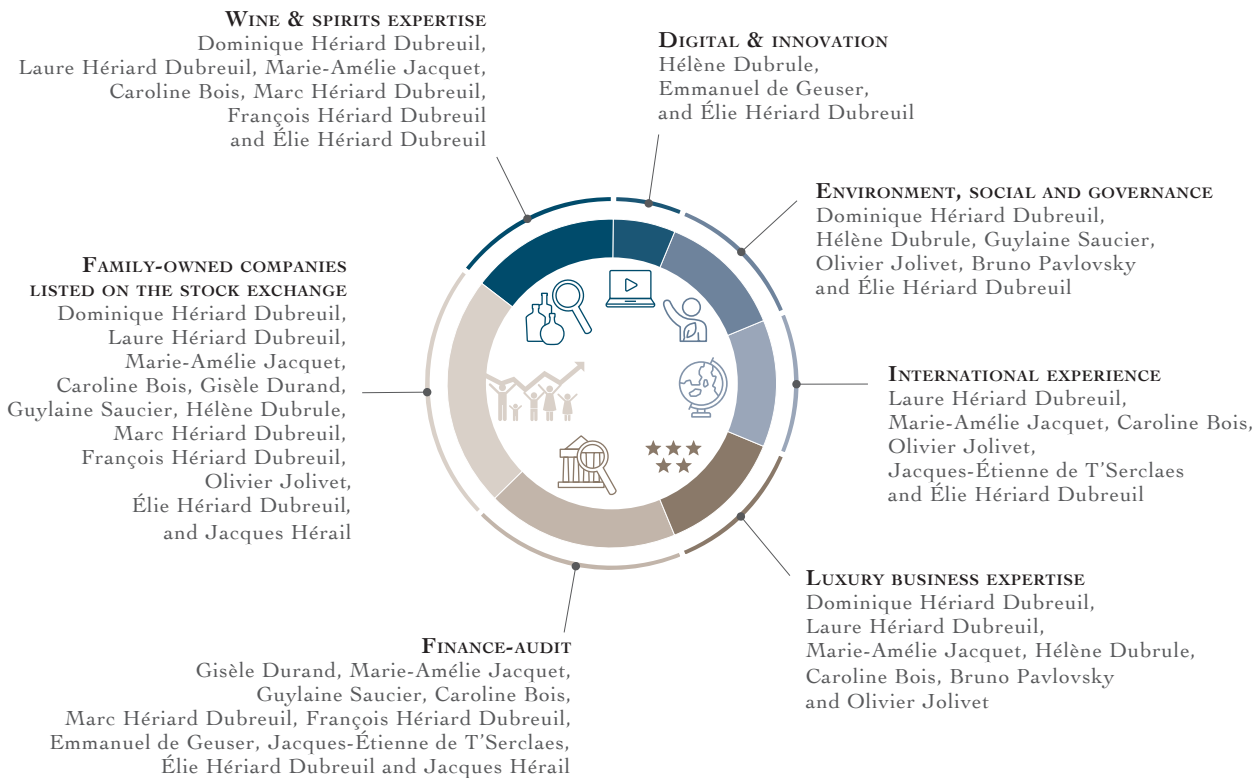 Wine & spirits expertise
Dominique Hériard Dubreuil,
Laure Hériard Dubreuil, Marie-Amélie Jacquet,
Caroline Bois, Marc Hériard Dubreuil,
François Hériard Dubreuil
and Élie Hériard Dubreuil
Digital & innovation
Hélène Dubrule,
Emmanuel de Geuser,
and Élie Hériard Dubreuil
Environment, social and governance
Dominique Hériard Dubreuil,
Hélène Dubrule, Guylaine Saucier,
Olivier Jolivet, Bruno Pavlovsky
and Élie Hériard Dubreuil
International experience
Laure Hériard Dubreuil,
Marie-Amélie Jacquet, Caroline Bois,
Olivier Jolivet,
Jacques-Étienne de T'Serclaes
and Élie Hériard Dubreuil
Luxury business expertise
Dominique Hériard Dubreuil,
Laure Hériard Dubreuil,
Marie-Amélie Jacquet, Hélène Dubrule,
Caroline Bois, Bruno Pavlovsky
and Olivier Jolivet
Finance-audit
Gisèle Durand, Marie-Amélie Jacquet,
Guylaine Saucier, Caroline Bois,
Marc Hériard Dubreuil, François Hériard Dubreuil,
Emmanuel de Geuser, Jacques-Étienne de T'Serclaes,
Élie Hériard Dubreuil and Jacques Hérail
Family-owned companies
listed on the stock exchange
Dominique Hériard Dubreuil,
Laure Hériard Dubreuil,
Marie-Amélie Jacquet,
Caroline Bois, Gisèle Durand,
Guylaine Saucier, Hélène Dubrule,
Marc Hériard Dubreuil,
François Hériard Dubreuil,
Olivier Jolivet,
Élie Hériard Dubreuil,
and Jacques Hérail